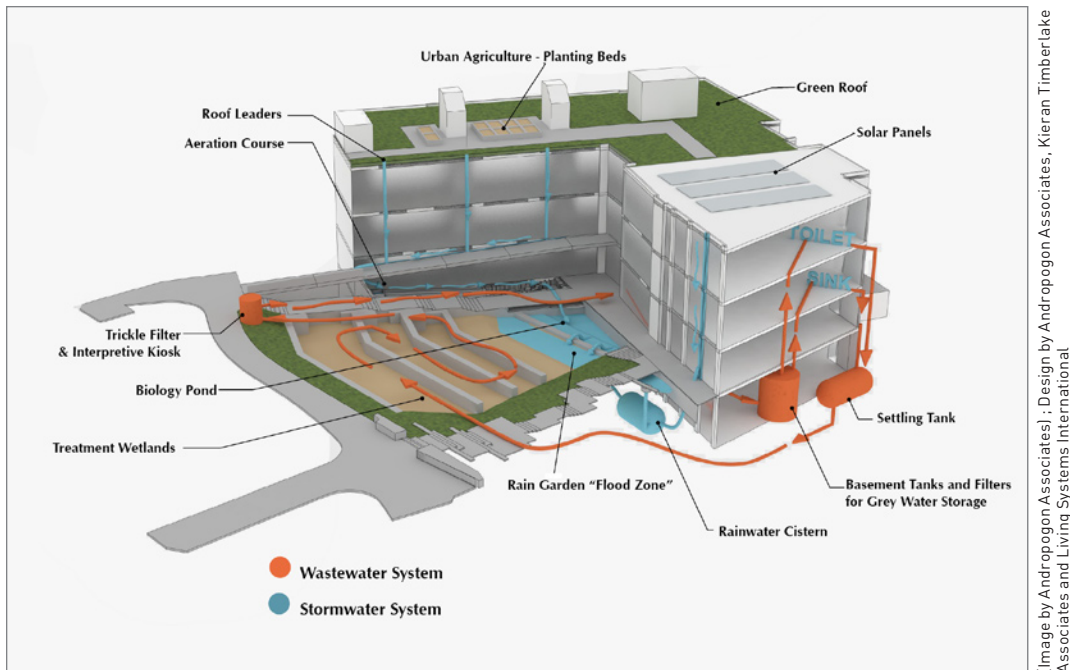 Urban Agriculture - Planting Beds
Green Roof
Roof Leaders
Solar Panels
Aeration Course
TOILET
SINK
Trickle Filter
& Interpretive Kiosk
Biology Pond
Settling Tank
Treatment Wetlands
Rain Garden "Flood Zone"
Basement Tanks and Filters
for Grey Water Storage
Rainwater Cistern
Wastewater System
Stormwater System
(Image by Andropogon Associates) ; Design by Andropogon Associates, Kieran Timberlake
Associates and Living Systems International